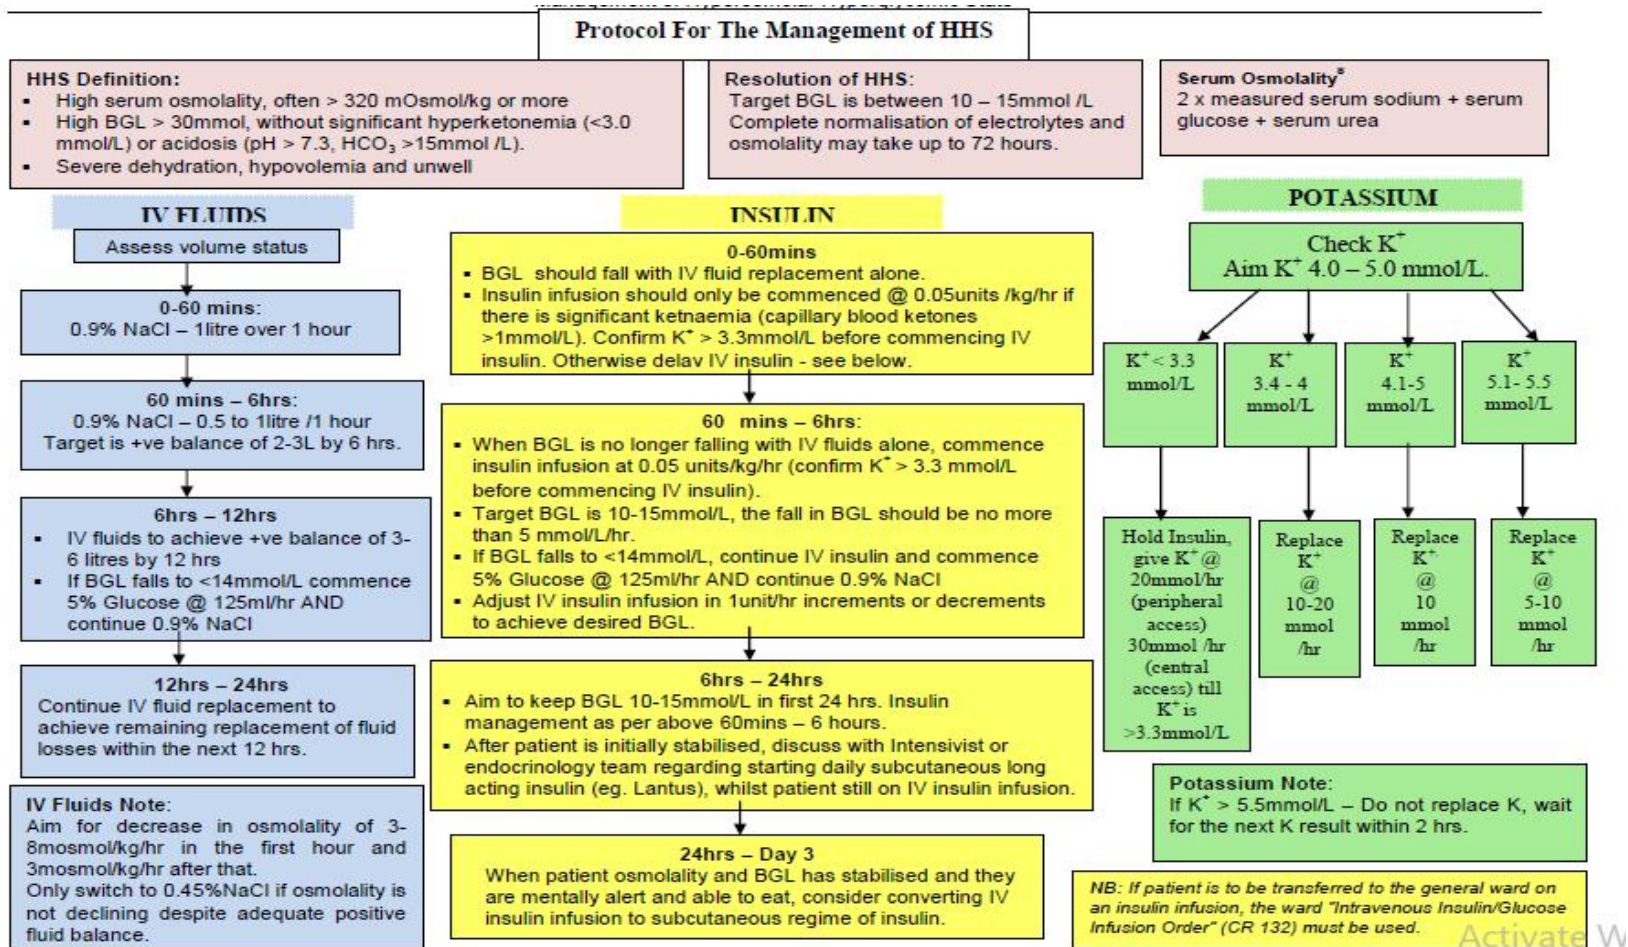 Management of Hyperosmolar Hyperglycemic State
Protocol For The Management of HHS
HHS Definition:
▪ High serum osmolality, often > 320 mOsmol/kg or more
▪ High BGL > 30mmol, without significant hyperketonemia (<3.0
mmol/L) or acidosis (pH > 7.3, HCO₃ >15mmol /L).
▪ Severe dehydration, hypovolemia and unwell
Resolution of HHS:
Target BGL is between 10 – 15mmol /L
Complete normalisation of electrolytes and
osmolality may take up to 72 hours.
Serum Osmolality⁸
2 x measured serum sodium + serum
glucose + serum urea
IV FLUIDS
Assess volume status
0-60 mins:
0.9% NaCl – 1litre over 1 hour
60 mins – 6hrs:
0.9% NaCl – 0.5 to 1litre /1 hour
Target is +ve balance of 2-3L by 6 hrs.
6hrs – 12hrs
▪ IV fluids to achieve +ve balance of 3-
6 litres by 12 hrs
▪ If BGL falls to <14mmol/L commence
5% Glucose @ 125ml/hr AND
continue 0.9% NaCl
12hrs – 24hrs
Continue IV fluid replacement to
achieve remaining replacement of fluid
losses within the next 12 hrs.
IV Fluids Note:
Aim for decrease in osmolality of 3-
8mosmol/kg/hr in the first hour and
3mosmol/kg/hr after that.
Only switch to 0.45%NaCl if osmolality is
not declining despite adequate positive
fluid balance.
INSULIN
0-60mins
▪ BGL should fall with IV fluid replacement alone.
▪ Insulin infusion should only be commenced @ 0.05units /kg/hr if
there is significant ketnaemia (capillary blood ketones
>1mmol/L). Confirm K⁺ > 3.3mmol/L before commencing IV
insulin. Otherwise delay IV insulin - see below.
60 mins – 6hrs:
▪ When BGL is no longer falling with IV fluids alone, commence
insulin infusion at 0.05 units/kg/hr (confirm K⁺ > 3.3 mmol/L
before commencing IV insulin).
▪ Target BGL is 10-15mmol/L, the fall in BGL should be no more
than 5 mmol/L/hr.
▪ If BGL falls to <14mmol/L, continue IV insulin and commence
5% Glucose @ 125ml/hr AND continue 0.9% NaCl
▪ Adjust IV insulin infusion in 1unit/hr increments or decrements
to achieve desired BGL.
6hrs – 24hrs
▪ Aim to keep BGL 10-15mmol/L in first 24 hrs. Insulin
management as per above 60mins – 6 hours.
▪ After patient is initially stabilised, discuss with Intensivist or
endocrinology team regarding starting daily subcutaneous long
acting insulin (eg. Lantus), whilst patient still on IV insulin infusion.
24hrs – Day 3
When patient osmolality and BGL has stabilised and they
are mentally alert and able to eat, consider converting IV
insulin infusion to subcutaneous regime of insulin.
POTASSIUM
Check K⁺
Aim K⁺ 4.0 – 5.0 mmol/L.
K⁺ < 3.3
mmol/L
K⁺
3.4 - 4
mmol/L
K⁺
4.1-5
mmol/L
K⁺
5.1- 5.5
mmol/L
Hold Insulin,
give K⁺ @
20mmol/hr
(peripheral
access)
30mmol /hr
(central
access) till
K⁺ is
>3.3mmol/L
Replace
K⁺
@
10-20
mmol
/hr
Replace
K⁺
@
10
mmol
/hr
Replace
K⁺
@
5-10
mmol
/hr
Potassium Note:
If K⁺ > 5.5mmol/L – Do not replace K, wait
for the next K result within 2 hrs.
NB: If patient is to be transferred to the general ward on
an insulin infusion, the ward "Intravenous Insulin/Glucose
Infusion Order" (CR 132) must be used.
Activate W